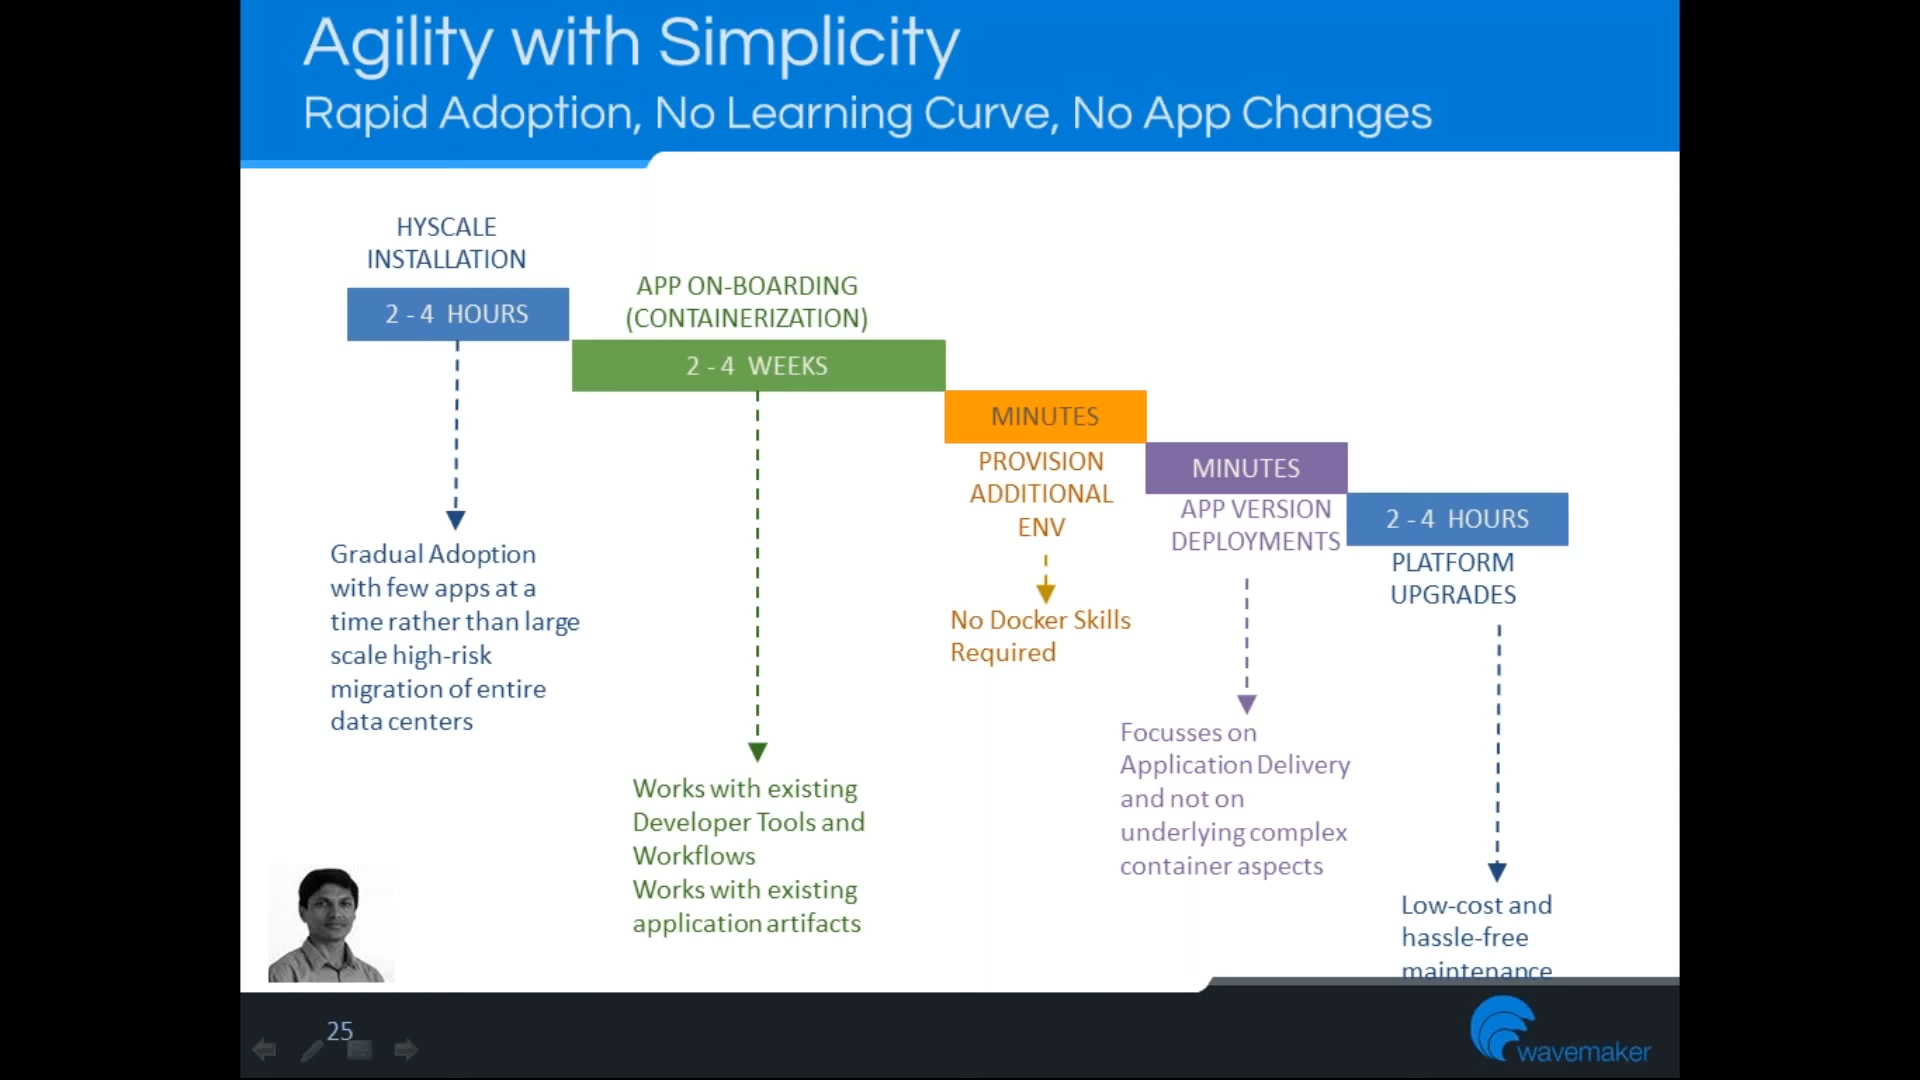 Agility with Simplicity
Rapid Adoption, No Learning Curve, No App Changes
HYSCALE
INSTALLATION
2 - 4 HOURS
Gradual Adoption
with few apps at a
time rather than large
scale high-risk
migration of entire
data centers
APP ON-BOARDING
(CONTAINERIZATION)
2 - 4 WEEKS
Works with existing
Developer Tools and
Workflows
Works with existing
application artifacts
MINUTES
PROVISION
ADDITIONAL
ENV
No Docker Skills
Required
MINUTES
APP VERSION
DEPLOYMENTS
Focusses on
Application Delivery
and not on
underlying complex
container aspects
2 - 4 HOURS
PLATFORM
UPGRADES
Low-cost and
hassle-free
maintenance
25
wavemaker